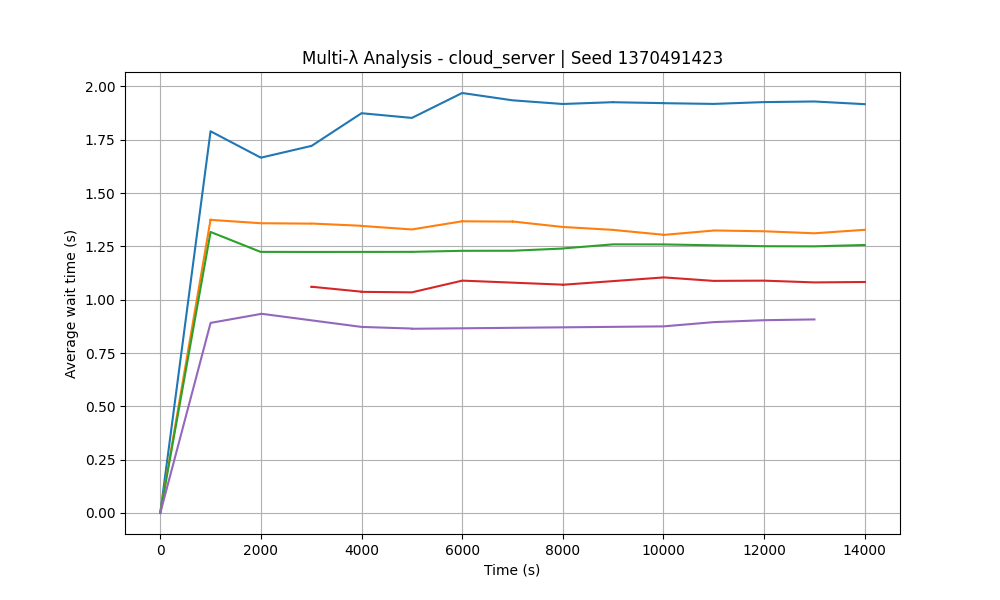 Multi-λ Analysis - cloud_server | Seed 1370491423
Average wait time (s)
2.00
1.75
1.50
1.25
1.00
0.75
0.50
0.25
0.00
0 2000 4000 6000 8000 10000 12000 14000
Time (s)